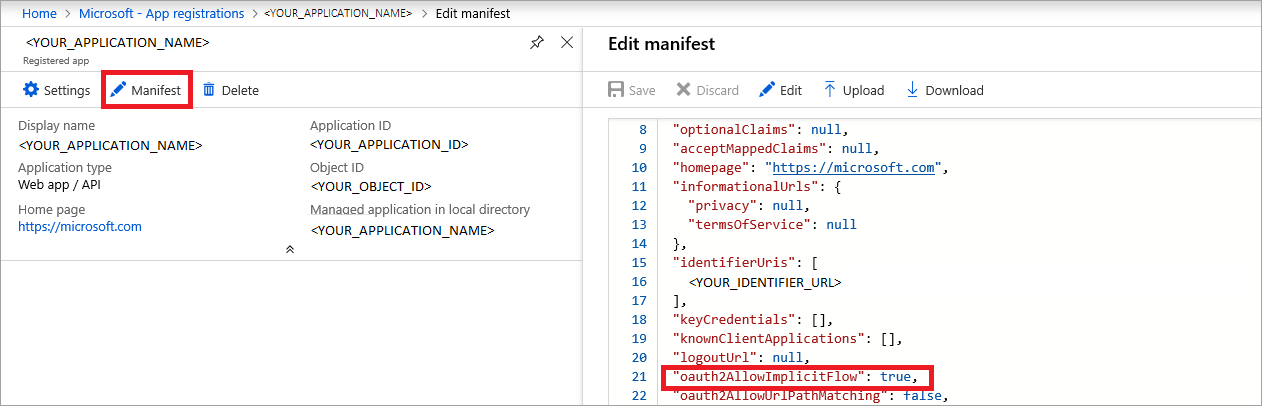 Home > Microsoft - App registrations > <YOUR_APPLICATION_NAME> > Edit manifest
<YOUR_APPLICATION_NAME>
Registered app
Settings Manifest Delete
Display name
<YOUR_APPLICATION_NAME>
Application type
Web app / API
Home page
https://microsoft.com
Application ID
<YOUR_APPLICATION_ID>
Object ID
<YOUR_OBJECT_ID>
Managed application in local directory
<YOUR_APPLICATION_NAME>
Edit manifest
Save Discard Edit Upload Download
8 "optionalClaims": null,
9 "acceptMappedClaims": null,
10 "homepage": "https://microsoft.com",
11 "informationalUrls": {
12 "privacy": null,
13 "termsOfService": null
14 },
15 "identifierUris": [
16 <YOUR_IDENTIFIER_URL>
17 ],
18 "keyCredentials": [],
19 "knownClientApplications": [],
20 "logoutUrl": null,
21 "oauth2AllowImplicitFlow": true,
22 "oauth2AllowUrlPathMatching": false,